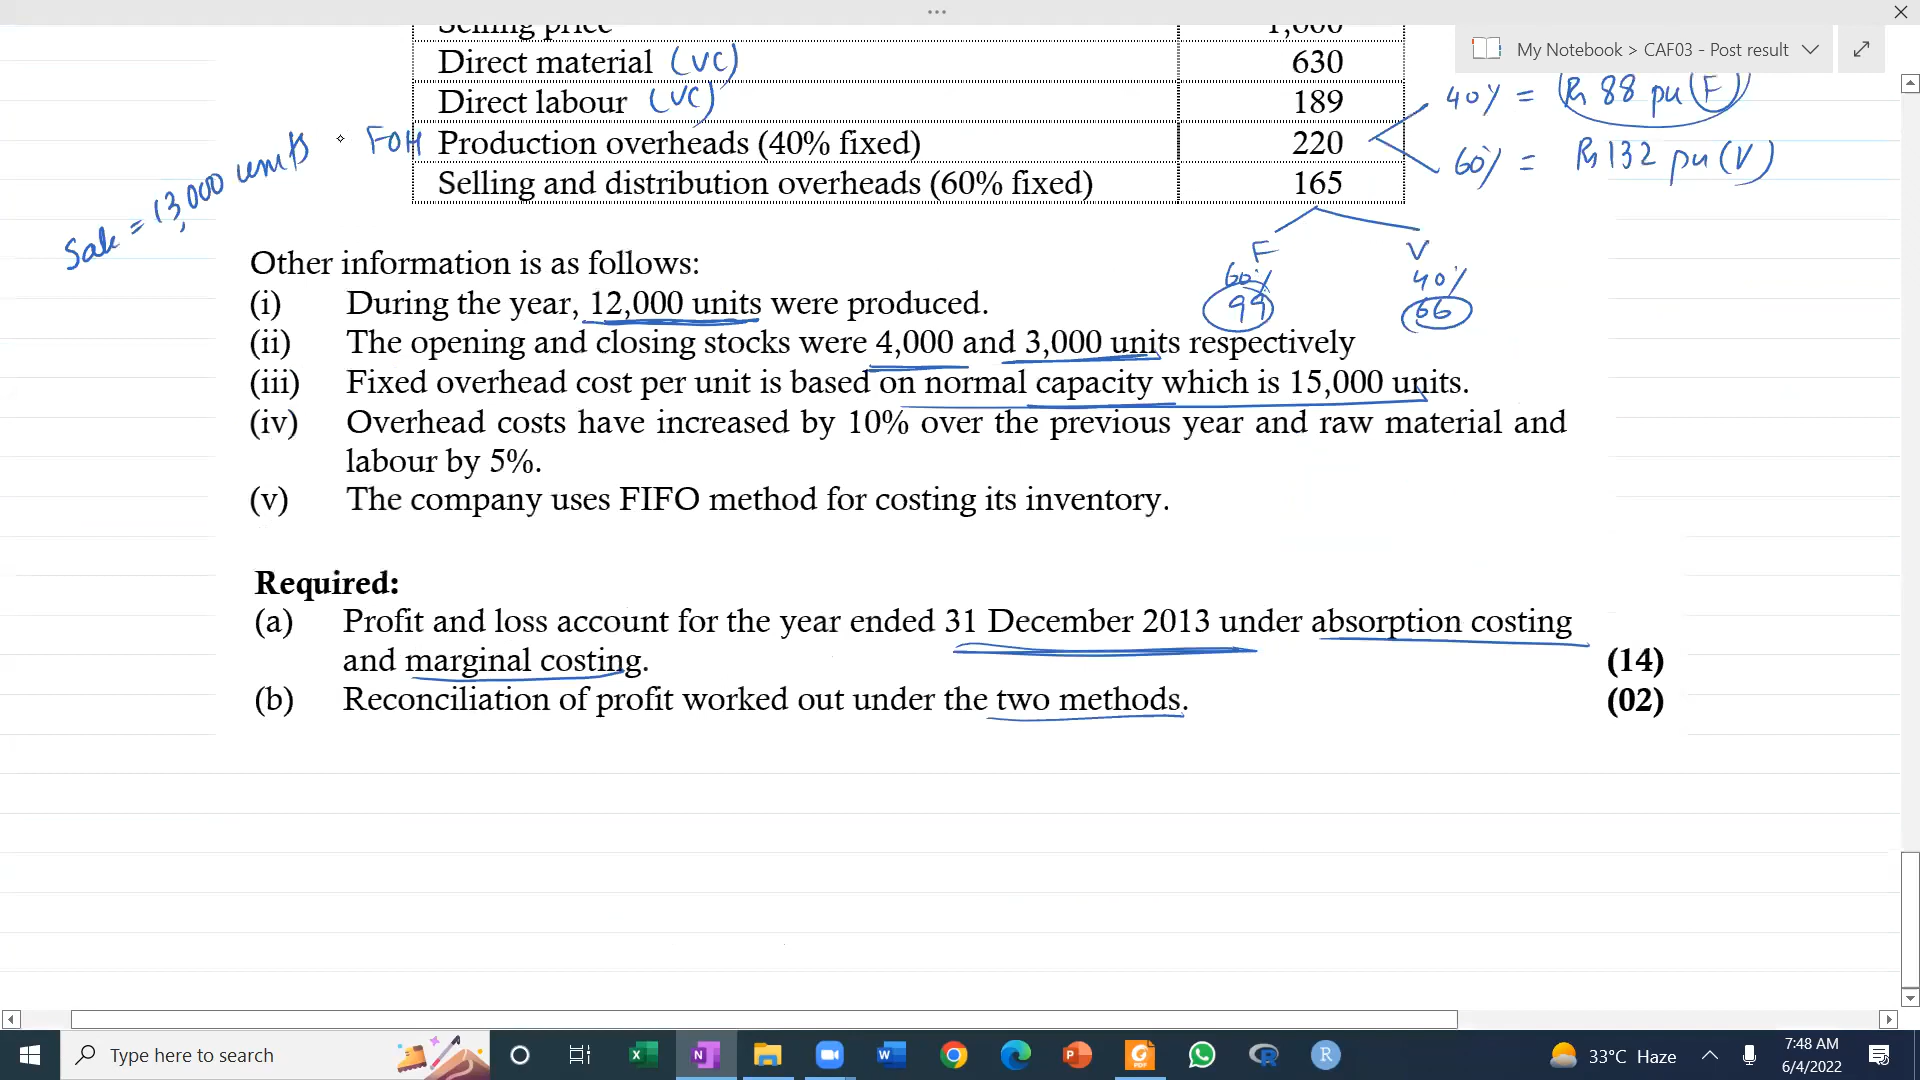 Selling price 1,000
My Notebook > CAF03 - Post result
Direct material (VC) 630
40% = Rs 88 pu (F)
Direct labour (VC) 189
FOH Production overheads (40% fixed) 220
60% = Rs 132 pu (V)
Selling and distribution overheads (60% fixed) 165
Sale = 13,000 units
F V
60% 40%
99 66
Other information is as follows:
(i) During the year, 12,000 units were produced.
(ii) The opening and closing stocks were 4,000 and 3,000 units respectively
(iii) Fixed overhead cost per unit is based on normal capacity which is 15,000 units.
(iv) Overhead costs have increased by 10% over the previous year and raw material and
labour by 5%.
(v) The company uses FIFO method for costing its inventory.
Required:
(a) Profit and loss account for the year ended 31 December 2013 under absorption costing
and marginal costing. (14)
(b) Reconciliation of profit worked out under the two methods. (02)
Type here to search
33°C Haze
7:48 AM
6/4/2022